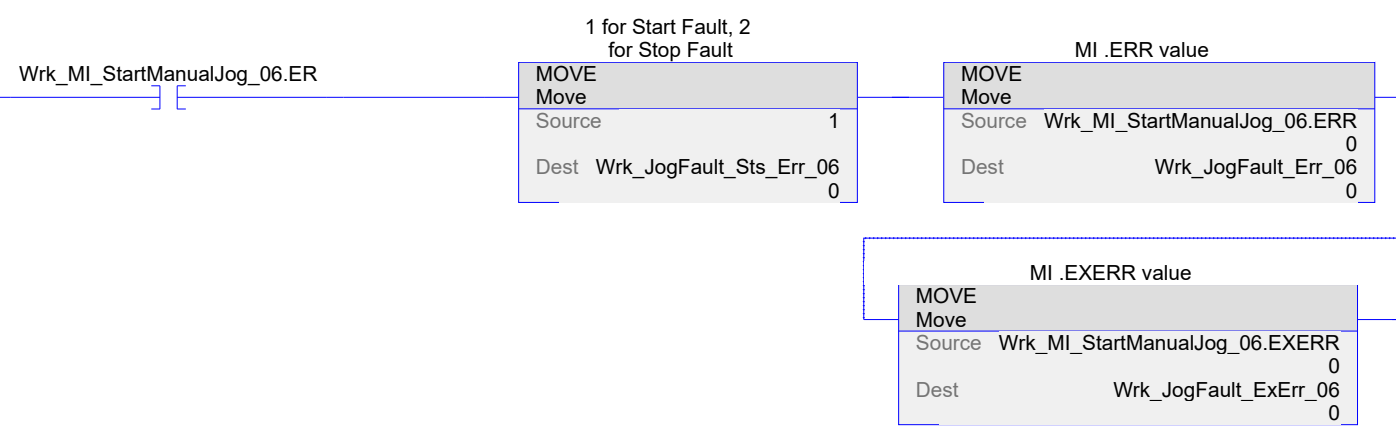 1 for Start Fault, 2
for Stop Fault
MI .ERR value
Wrk_MI_StartManualJog_06.ER
MOVE
Move
Source 1
Dest Wrk_JogFault_Sts_Err_06
0
MOVE
Move
Source Wrk_MI_StartManualJog_06.ERR
0
Dest Wrk_JogFault_Err_06
0
MI .EXERR value
MOVE
Move
Source Wrk_MI_StartManualJog_06.EXERR
0
Dest Wrk_JogFault_ExErr_06
0